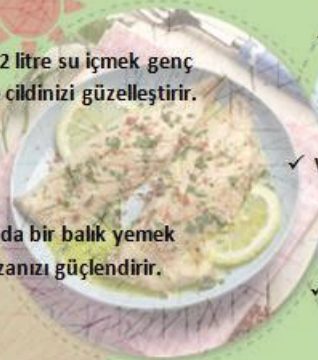 2 litre su içmek genç
cildinizi güzelleştirir.
da bir balık yemek
zanızı güçlendirir.